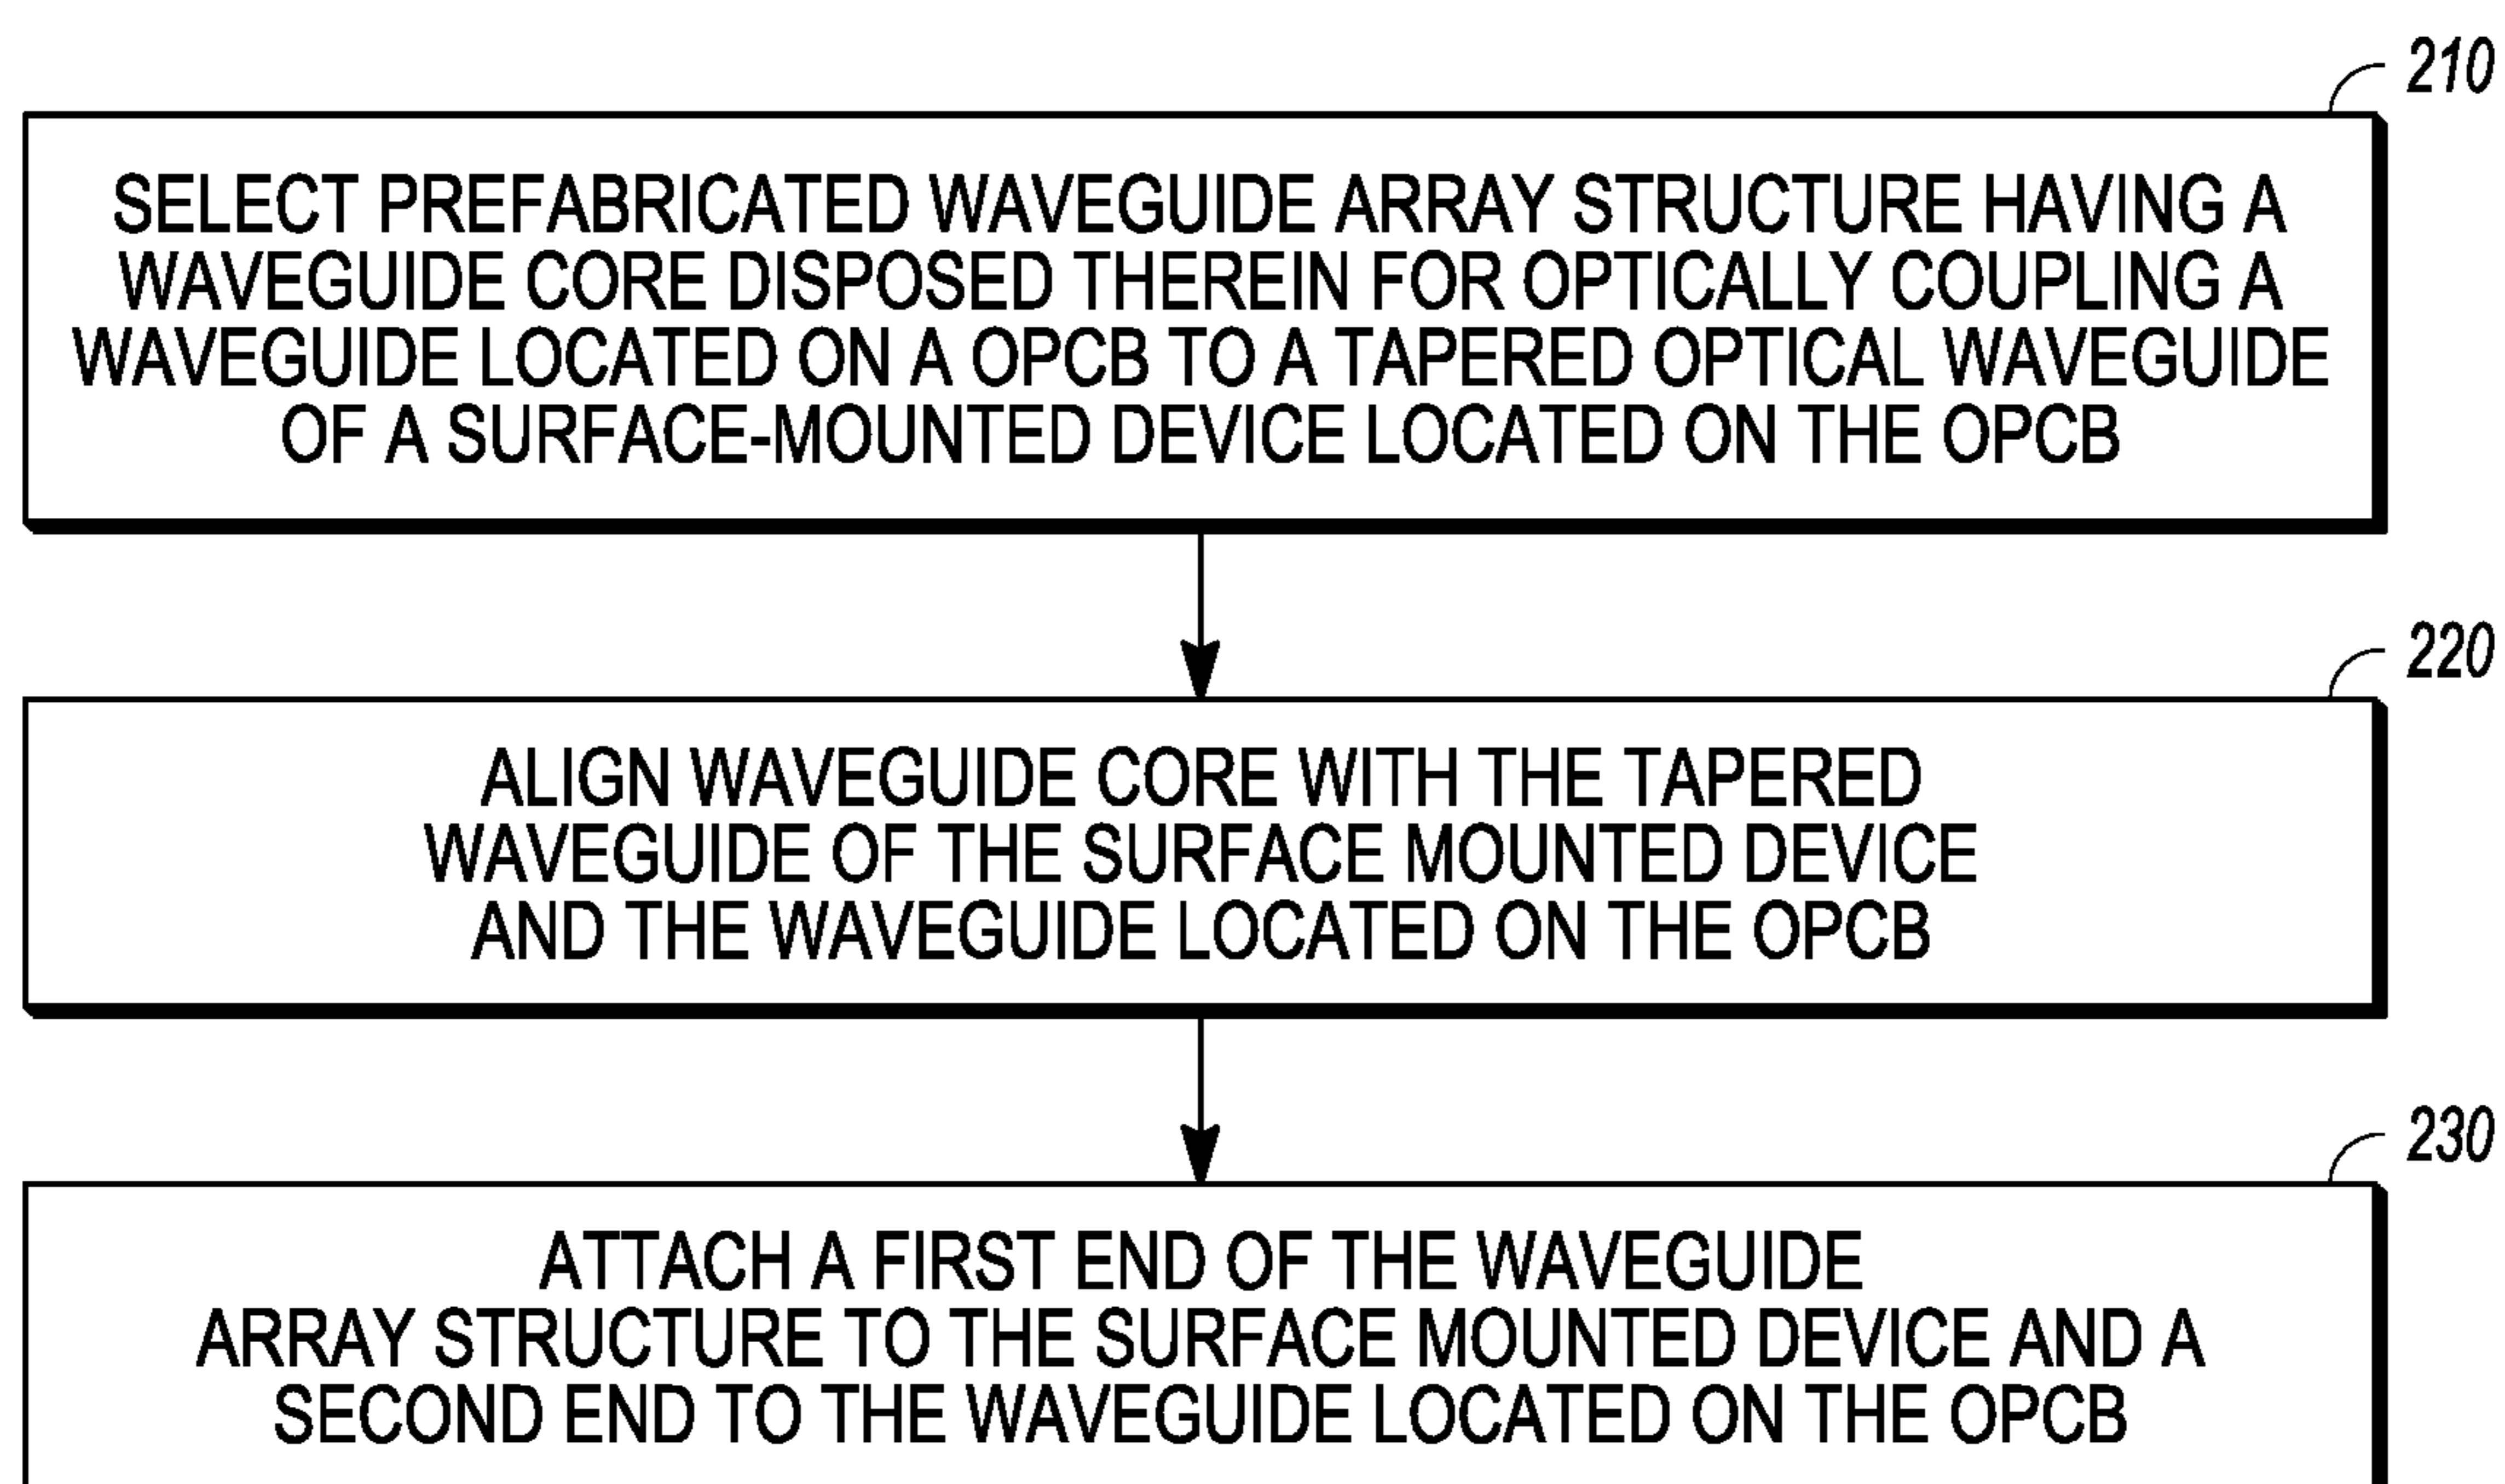 210
SELECT PREFABRICATED WAVEGUIDE ARRAY STRUCTURE HAVING A
WAVEGUIDE CORE DISPOSED THEREIN FOR OPTICALLY COUPLING A
WAVEGUIDE LOCATED ON A OPCB TO A TAPERED OPTICAL WAVEGUIDE
OF A SURFACE-MOUNTED DEVICE LOCATED ON THE OPCB
220
ALIGN WAVEGUIDE CORE WITH THE TAPERED
WAVEGUIDE OF THE SURFACE MOUNTED DEVICE
AND THE WAVEGUIDE LOCATED ON THE OPCB
230
ATTACH A FIRST END OF THE WAVEGUIDE
ARRAY STRUCTURE TO THE SURFACE MOUNTED DEVICE AND A
SECOND END TO THE WAVEGUIDE LOCATED ON THE OPCB